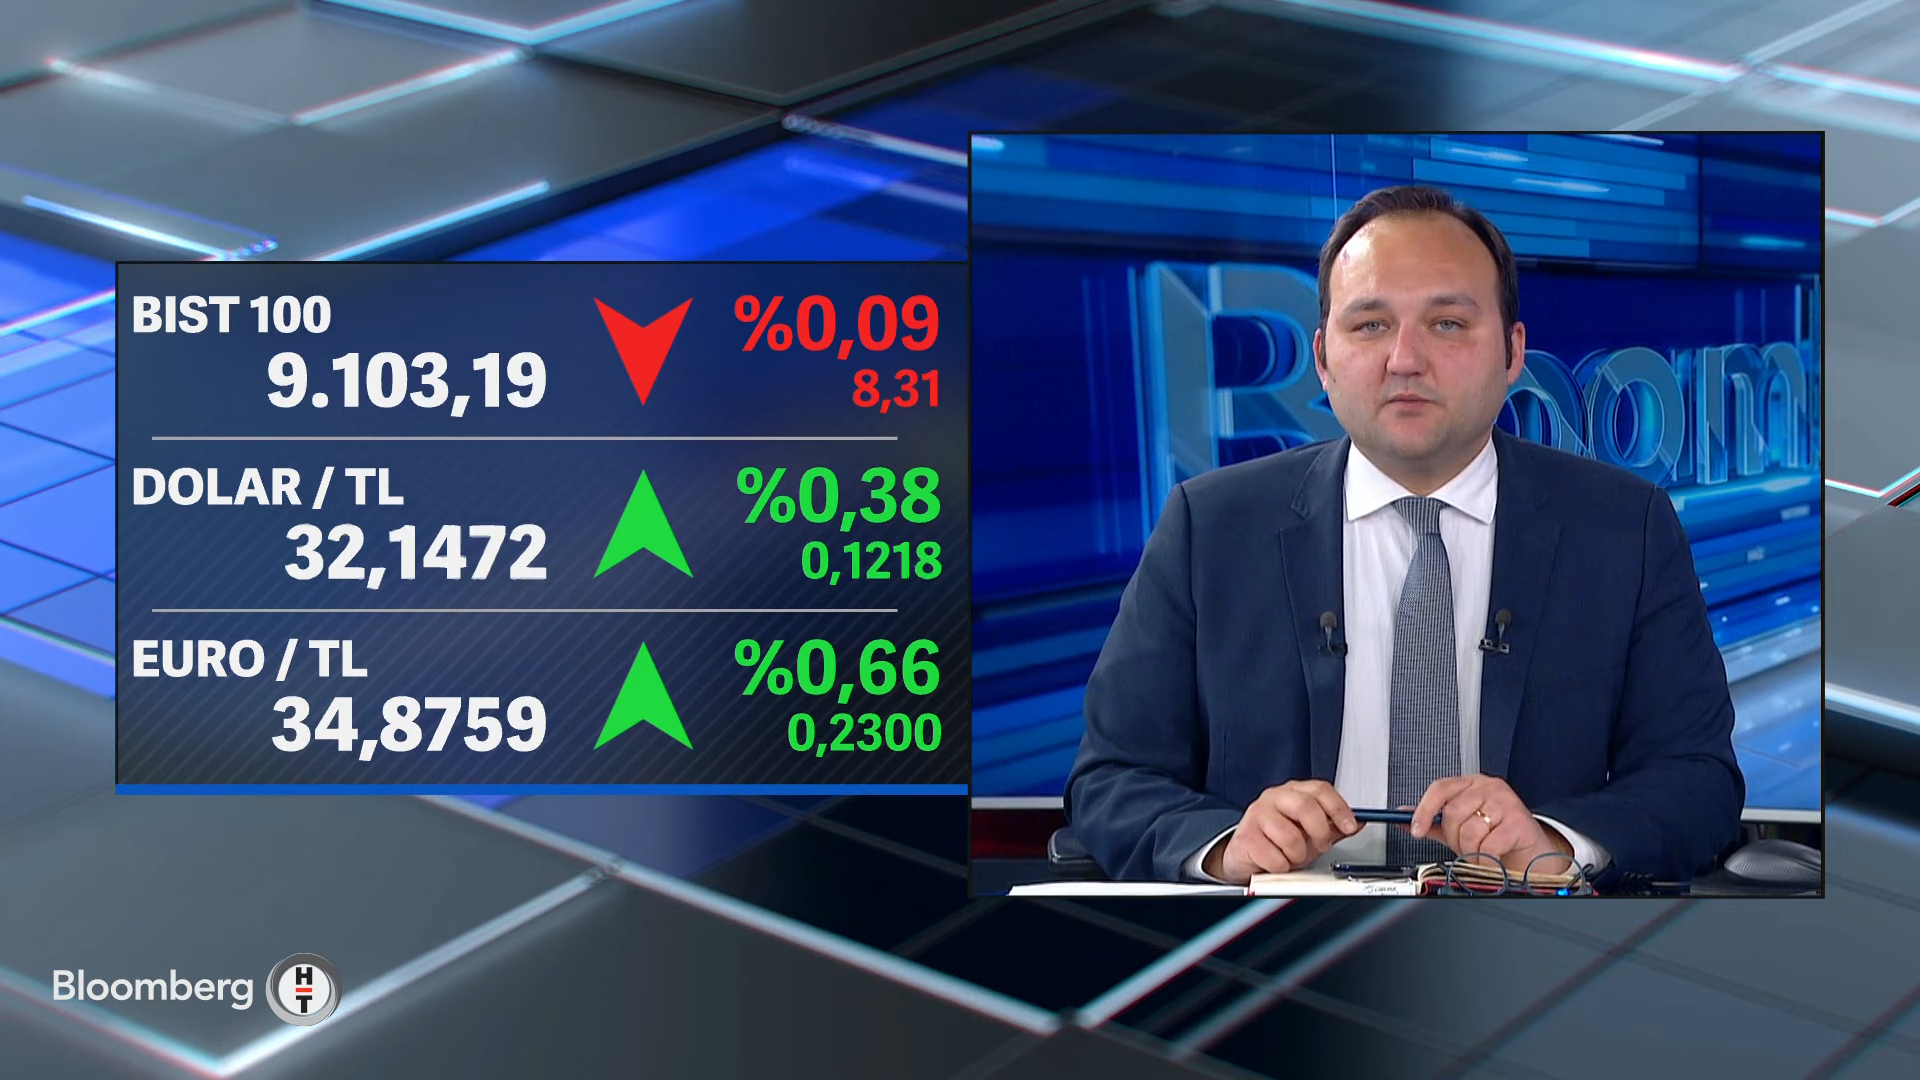 BIST 100
9.103,19
%0,09
8,31
DOLAR / TL
32,1472
%0,38
0,1218
EURO / TL
34,8759
%0,66
0,2300
Bloom
Bloomberg HT